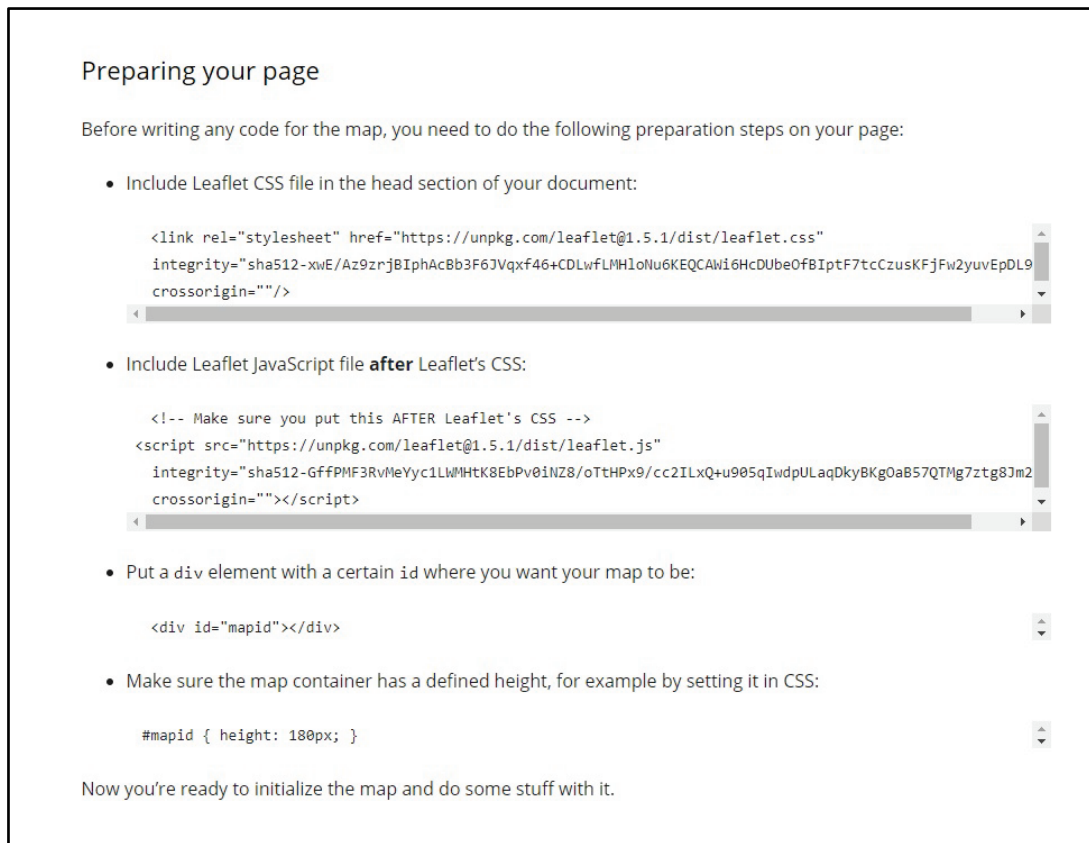 Preparing your page
Before writing any code for the map, you need to do the following preparation steps on your page:
• Include Leaflet CSS file in the head section of your document:
<link rel="stylesheet" href="https://unpkg.com/leaflet@1.5.1/dist/leaflet.css"
integrity="sha512-xwE/Az9zrjBIphAcBb3F6JVqxf46+CDLwfLMHloNu6KEQCAWi6HcDUbeOfBIptF7tcCzusKFjFw2yuvEpDL9
crossorigin=""/>
• Include Leaflet JavaScript file after Leaflet’s CSS:
<!-- Make sure you put this AFTER Leaflet's CSS -->
<script src="https://unpkg.com/leaflet@1.5.1/dist/leaflet.js"
integrity="sha512-GffPMF3RvMeYyc1LWMHtK8EbPv0iNZ8/oTtHPx9/cc2ILxQ+u905qIwdpULaqDkyBKgOaB57QTMg7ztg8Jm2
crossorigin=""></script>
• Put a div element with a certain id where you want your map to be:
<div id="mapid"></div>
• Make sure the map container has a defined height, for example by setting it in CSS:
#mapid { height: 180px; }
Now you’re ready to initialize the map and do some stuff with it.